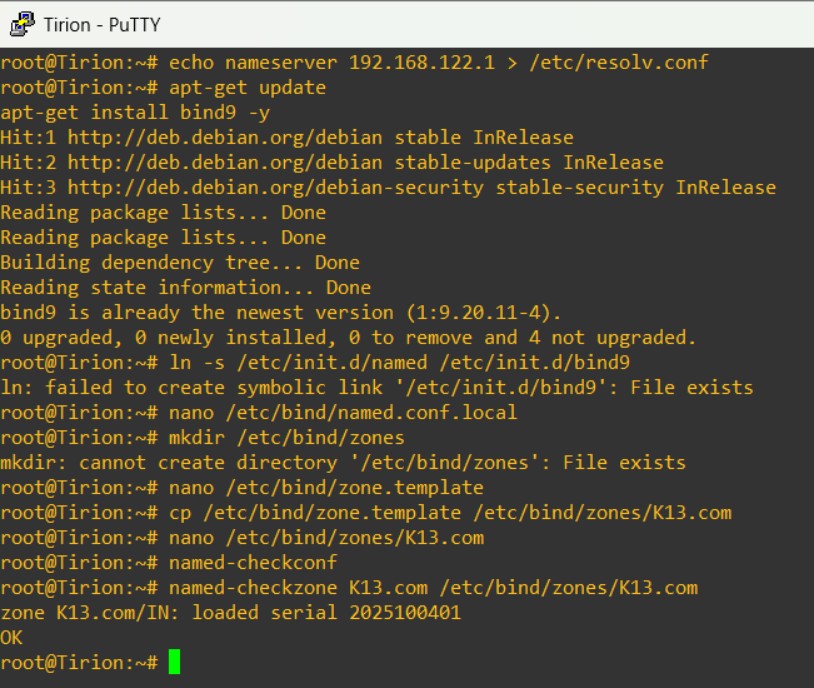 Tirion - PuTTY
root@Tirion:~# echo nameserver 192.168.122.1 > /etc/resolv.conf
root@Tirion:~# apt-get update
apt-get install bind9 -y
Hit:1 http://deb.debian.org/debian stable InRelease
Hit:2 http://deb.debian.org/debian stable-updates InRelease
Hit:3 http://deb.debian.org/debian-security stable-security InRelease
Reading package lists... Done
Reading package lists... Done
Building dependency tree... Done
Reading state information... Done
bind9 is already the newest version (1:9.20.11-4).
0 upgraded, 0 newly installed, 0 to remove and 4 not upgraded.
root@Tirion:~# ln -s /etc/init.d/named /etc/init.d/bind9
ln: failed to create symbolic link '/etc/init.d/bind9': File exists
root@Tirion:~# nano /etc/bind/named.conf.local
root@Tirion:~# mkdir /etc/bind/zones
mkdir: cannot create directory '/etc/bind/zones': File exists
root@Tirion:~# nano /etc/bind/zone.template
root@Tirion:~# cp /etc/bind/zone.template /etc/bind/zones/K13.com
root@Tirion:~# nano /etc/bind/zones/K13.com
root@Tirion:~# named-checkconf
root@Tirion:~# named-checkzone K13.com /etc/bind/zones/K13.com
zone K13.com/IN: loaded serial 2025100401
OK
root@Tirion:~#